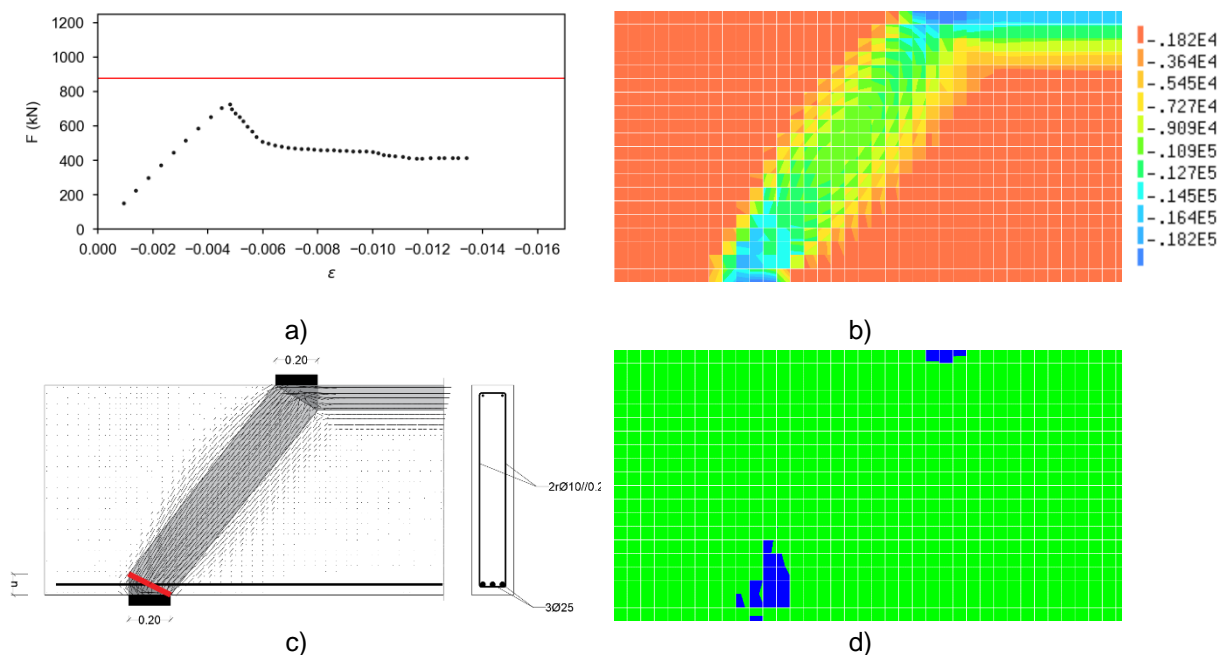 1200
1000
800
600
400
200
0
F (kN)
0.000 −0.002 −0.004 −0.006 −0.008 −0.010 −0.012 −0.014 −0.016
ε
-.182E4
-.364E4
-.545E4
-.727E4
-.909E4
-.109E5
-.127E5
-.145E5
-.164E5
-.182E5
a)
b)
0.20
2rØ10//0.2
u
3Ø25
0.20
c)
d)